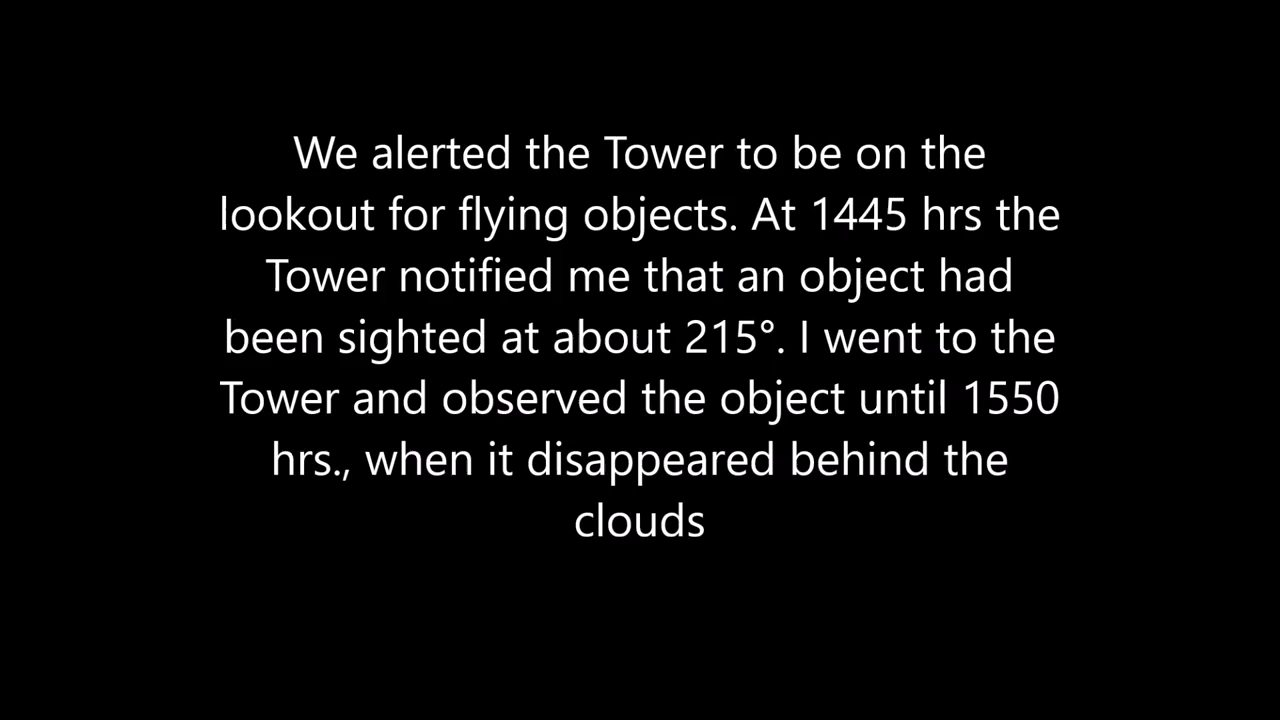 We alerted the Tower to be on the
lookout for flying objects. At 1445 hrs the
Tower notified me that an object had
been sighted at about 215°. I went to the
Tower and observed the object until 1550
hrs., when it disappeared behind the
clouds